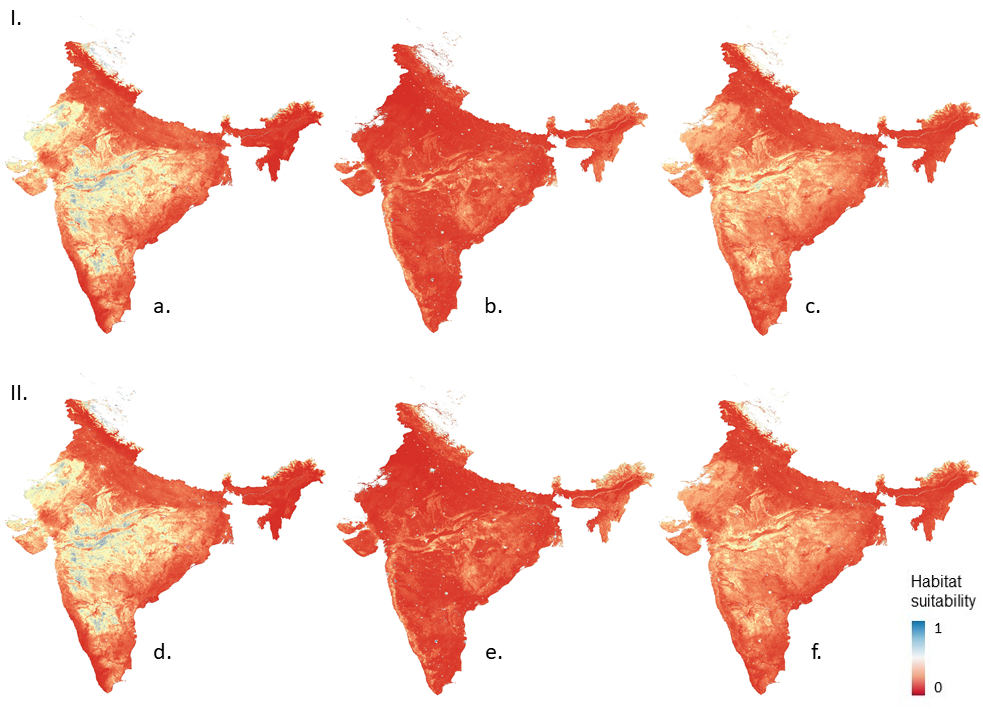 I.
a.
b.
c.
II.
d.
e.
f.
Habitat
suitability
1
0